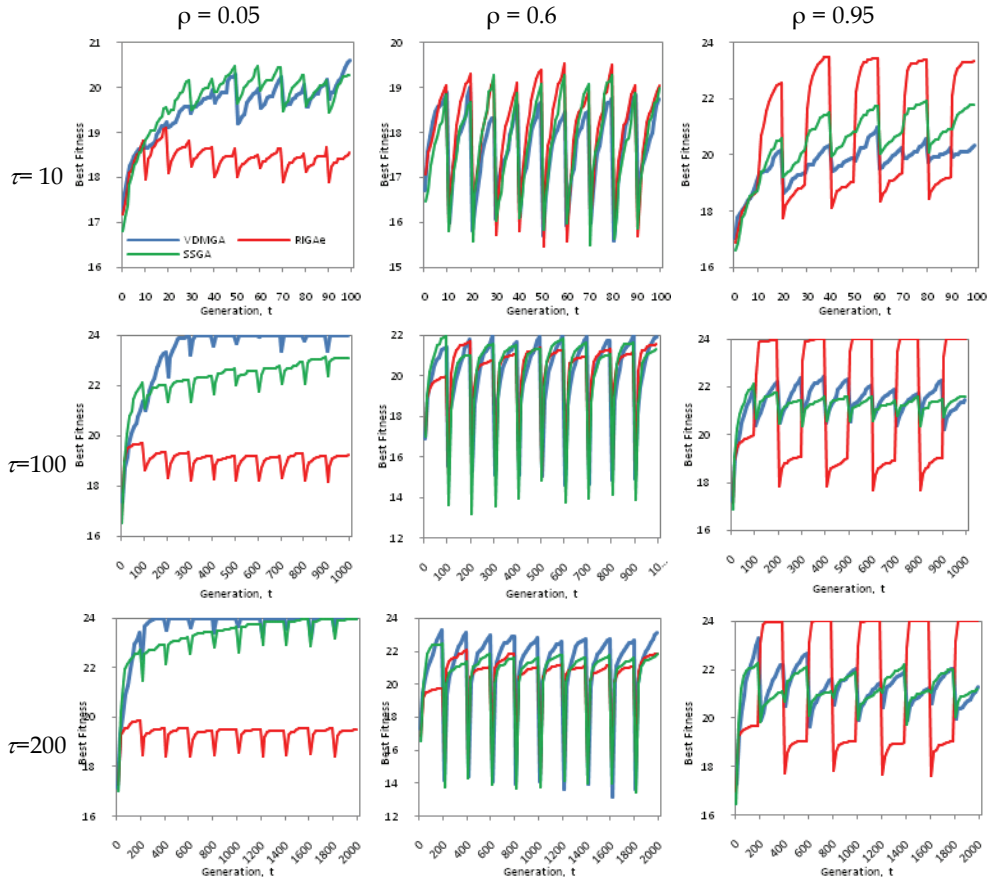 ρ = 0.05
ρ = 0.6
ρ = 0.95
τ= 10
Best Fitness
21
20
19
18
17
16
VDMGA
RIGAe
SSGA
0 10 20 30 40 50 60 70 80 90 100
Generation, t
Best Fitness
20
19
18
17
16
15
0 10 20 30 40 50 60 70 80 90 100
Generation, t
Best Fitness
24
22
20
18
16
0 10 20 30 40 50 60 70 80 90 100
Generation, t
τ=100
Best Fitness
24
22
20
18
16
0 100 200 300 400 500 600 700 800 900 1000
Generation, t
Best Fitness
22
20
18
16
14
12
0 100 200 300 400 500 600 700 800 900 10...
Generation, t
Best Fitness
24
22
20
18
16
0 100 200 300 400 500 600 700 800 900 1000
Generation, t
τ=200
Best Fitness
24
22
20
18
16
0 200 400 600 800 1000 1200 1400 1600 1800 2000
Generation, t
Best Fitness
24
22
20
18
16
14
12
0 200 400 600 800 1000 1200 1400 1600 1800 2000
Generation, t
Best Fitness
24
22
20
18
16
0 200 400 600 800 1000 1200 1400 1600 1800 2000
Generation, t